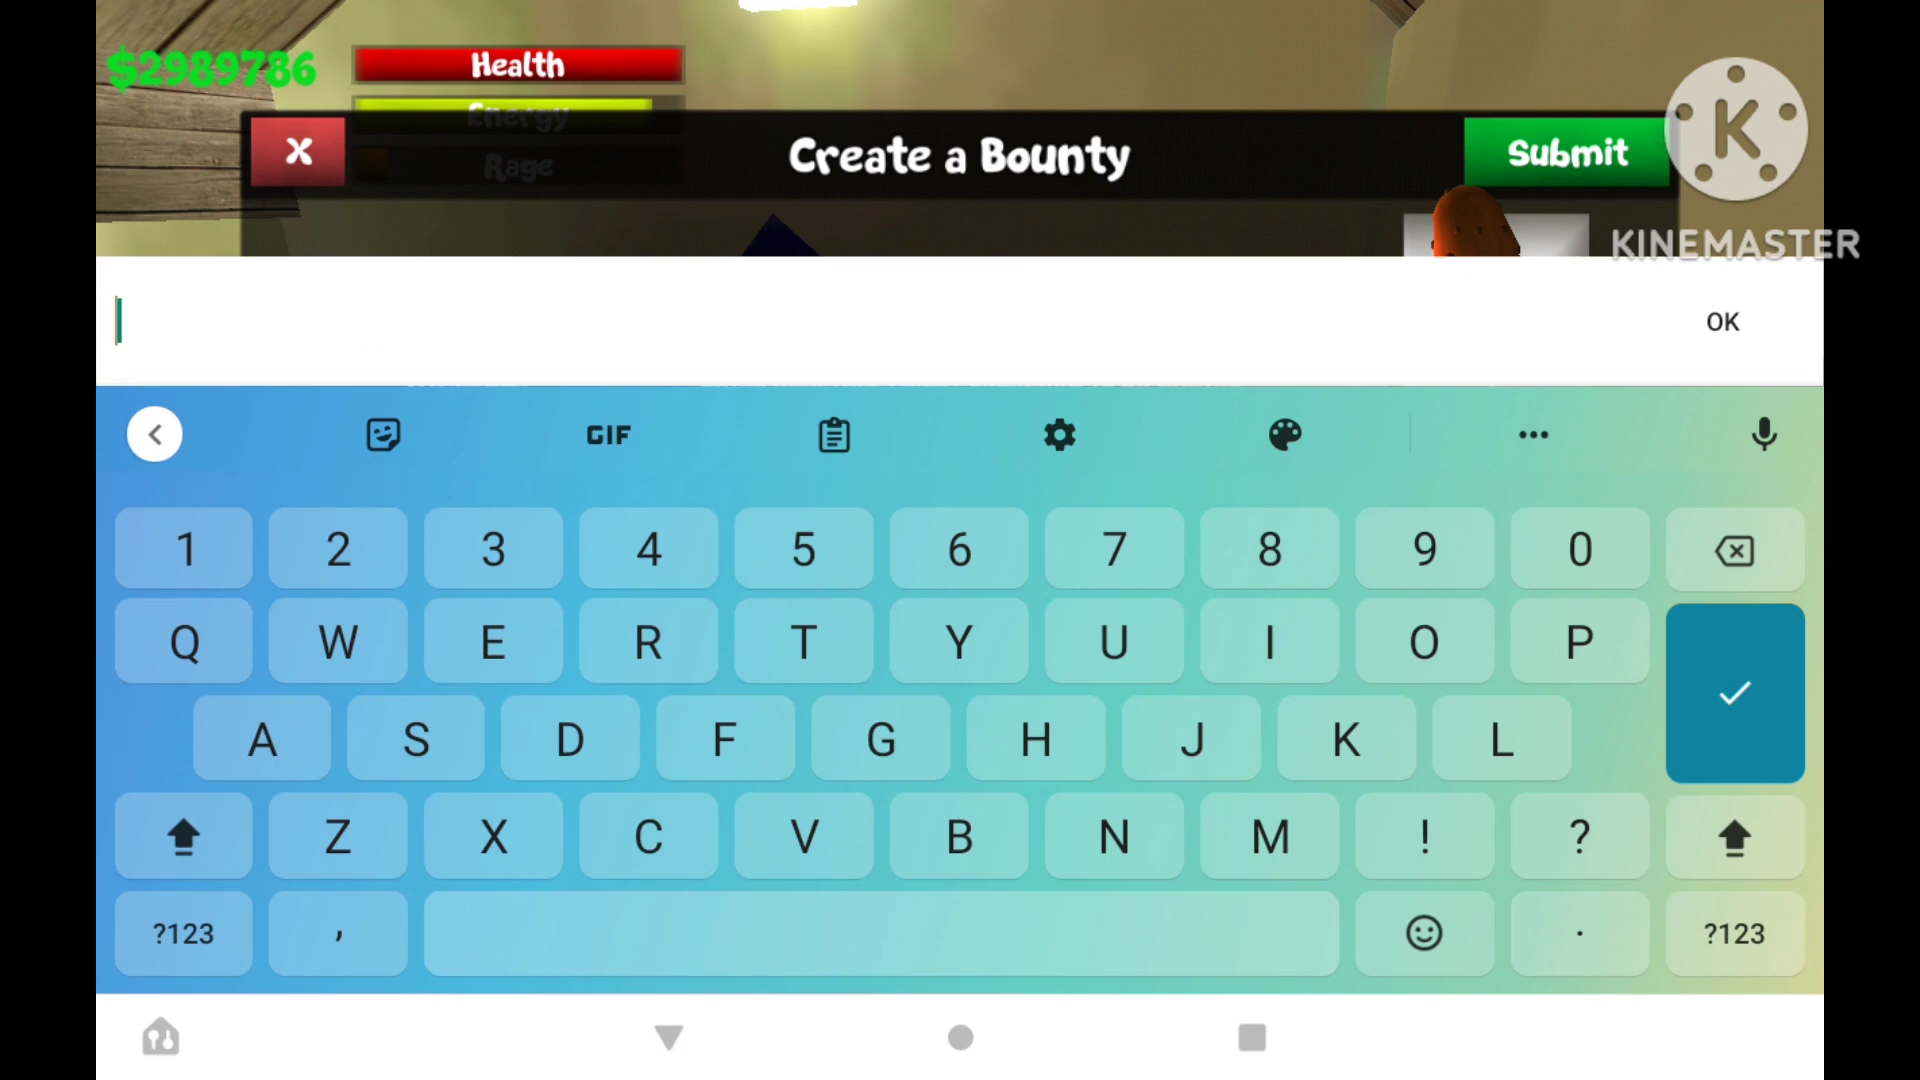 $2989786
Health
Energy
Rage
X
Create a Bounty
Submit
K
KINEMASTER
OK
GIF
1 2 3 4 5 6 7 8 9 0
Q W E R T Y U I O P
A S D F G H J K L
Z X C V B N M ! ?
?123 , . ?123